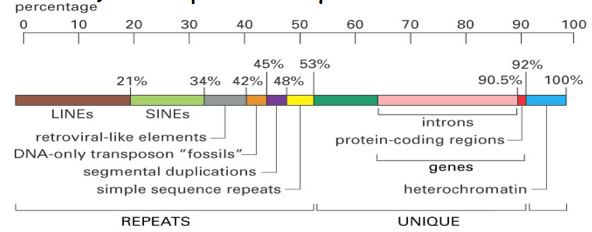 percentage
0 10 20 30 40 50 60 70 80 90 100
45% 53% 92%
21% 34% 42% 48% 90.5% 100%
LINEs SINEs
introns
retroviral-like elements
protein-coding regions
DNA-only transposon “fossils”
segmental duplications
genes
simple sequence repeats
heterochromatin
REPEATS UNIQUE